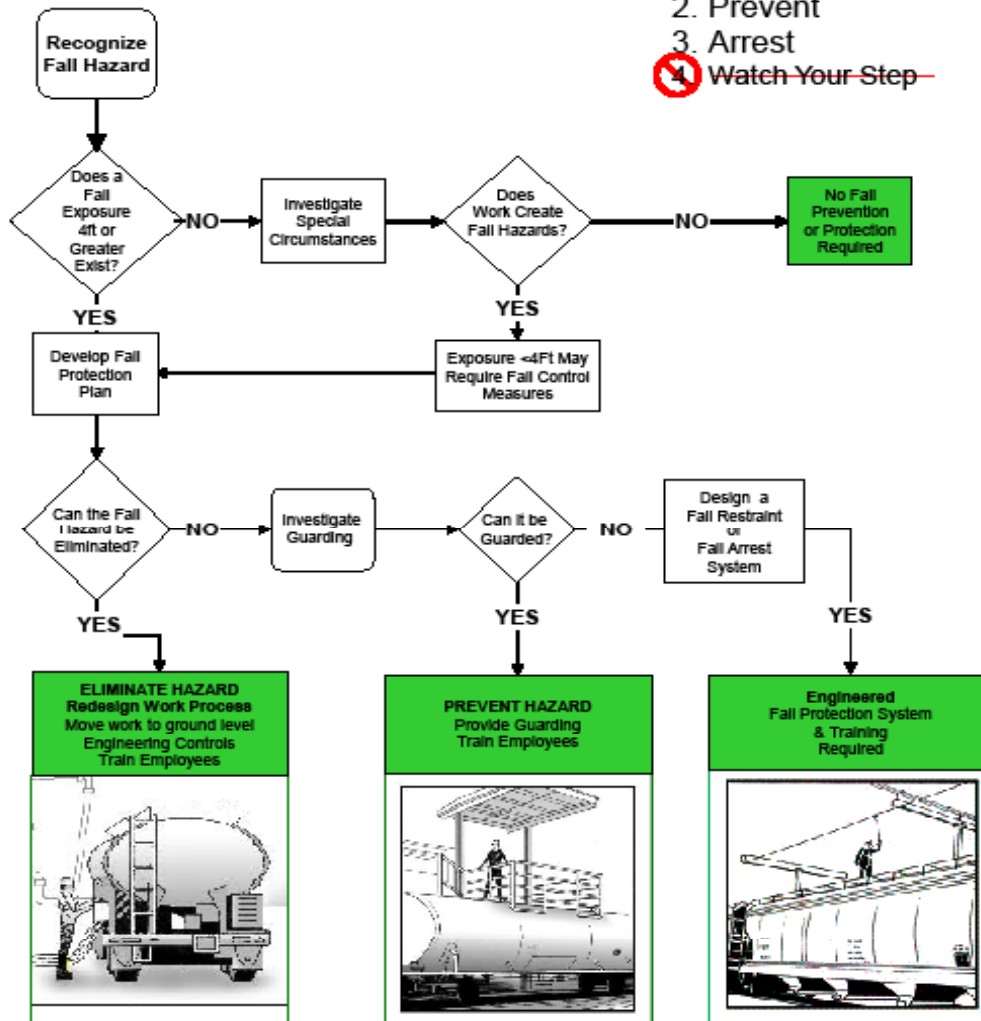 2. Prevent
3. Arrest
4. Watch Your Step
Recognize
Fall Hazard
Does a
Fall
Exposure
4ft or
Greater
Exist?
NO
Investigate
Special
Circumstances
Does
Work Create
Fall Hazards?
NO
No Fall
Prevention
or Protection
Required
YES
YES
Develop Fall
Protection
Plan
Exposure <4Ft May
Require Fall Control
Measures
Can the Fall
Hazard be
Eliminated?
NO
Investigate
Guarding
Can it be
Guarded?
NO
Design a
Fall Restraint
or
Fall Arrest
System
YES
YES
YES
ELIMINATE HAZARD
Redesign Work Process
Move work to ground level
Engineering Controls
Train Employees
PREVENT HAZARD
Provide Guarding
Train Employees
Engineered
Fall Protection System
& Training
Required